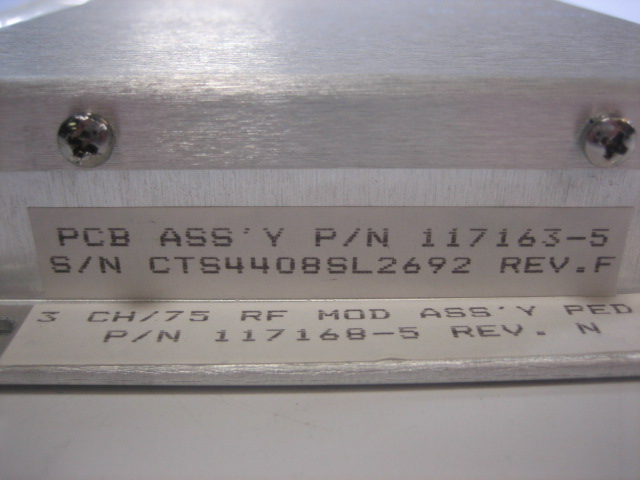 PCB ASS'Y P/N 117163-5
S/N CTS4408SL2692 REV.F
3 CH/75 RF MOD ASS'Y PED
P/N 117168-5 REV. N